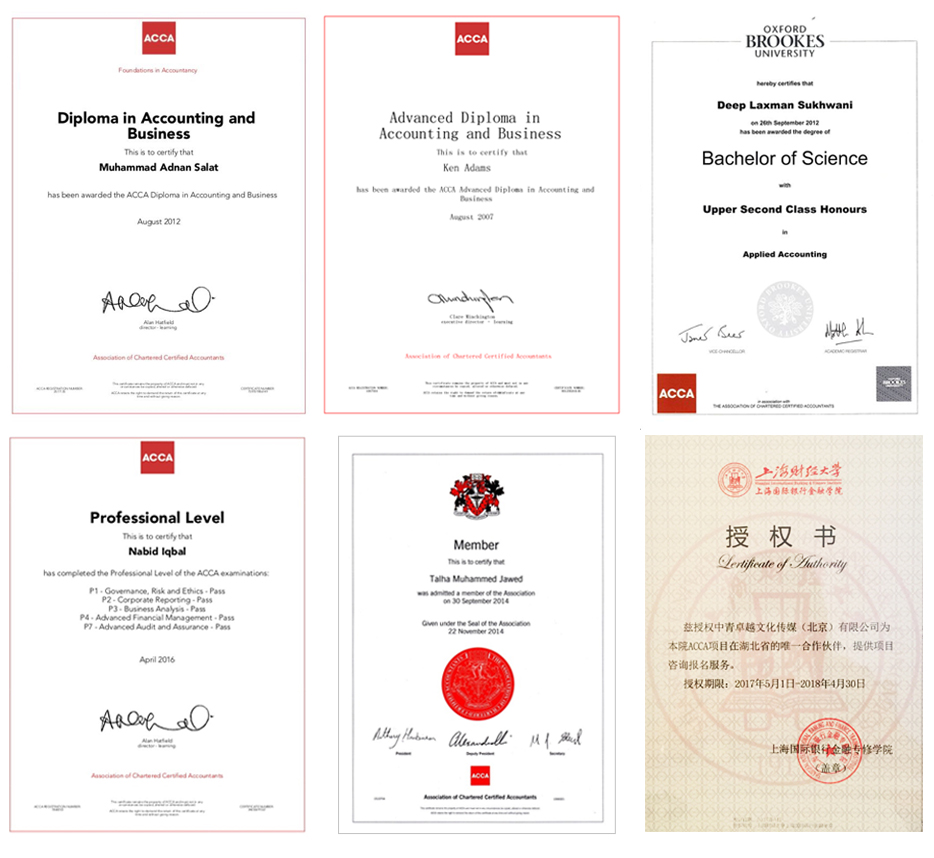 ACCA
Foundations in Accountancy
Diploma in Accounting and
Business
This is to certify that
Muhammad Adnan Salat
has been awarded the ACCA Diploma in Accounting and Business
August 2012
Alan Hatfield
director - learning
Association of Chartered Certified Accountants
ACCA REGISTRATION NUMBER
CERTIFICATE NUMBER
ACCA
Advanced Diploma in
Accounting and Business
This is to certify that
Ken Adams
has been awarded the ACCA Advanced Diploma in Accounting and
Business
August 2007
Clare Minchington
executive director - learning
Association of Chartered Certified Accountants
ACCA REGISTRATION NUMBER
CERTIFICATE NUMBER
OXFORD
BROOKES
UNIVERSITY
hereby certifies that
Deep Laxman Sukhwani
on 26th September 2012
has been awarded the degree of
Bachelor of Science
with
Upper Second Class Honours
in
Applied Accounting
VICE-CHANCELLOR
ACADEMIC REGISTRAR
ACCA
in association with
THE ASSOCIATION OF CHARTERED CERTIFIED ACCOUNTANTS
BROOKES
ACCA
Professional Level
This is to certify that
Nabid Iqbal
has completed the Professional Level of the ACCA examinations:
P1 - Governance, Risk and Ethics - Pass
P2 - Corporate Reporting - Pass
P3 - Business Analysis - Pass
P4 - Advanced Financial Management - Pass
P7 - Advanced Audit and Assurance - Pass
April 2016
Alan Hatfield
director - learning
Association of Chartered Certified Accountants
ACCA REGISTRATION NUMBER
CERTIFICATE NUMBER
Member
This is to certify that
Talha Muhammed Jawed
was admitted a member of the Association
on 30 September 2014
Given under the Seal of the Association
22 November 2014
President
Deputy President
Secretary
ACCA
Association of Chartered Certified Accountants
上海财经大学
上海国际银行金融学院
授权书
Certificate of Authority
兹授权中青卓越文化传媒（北京）有限公司为
本院ACCA项目在湖北省的唯一合作伙伴，提供项目
咨询报名服务。
授权期限：2017年5月1日-2018年4月30日
上海国际银行金融专修学院
（盖章）